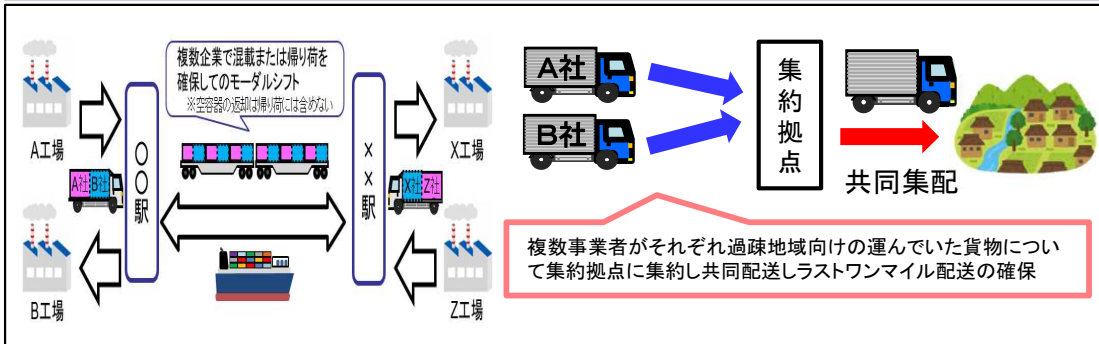 複数企業で混載または帰り荷を
確保してのモーダルシフト
※空容器の返却は帰り荷には含めない
A工場
〇〇駅
A社 B社
B工場
××駅
X社 Z社
X工場
Z工場
A社
B社
集約拠点
共同集配
複数事業者がそれぞれ過疎地域向けの運んでいた貨物につい
て集約拠点に集約し共同配送しラストワンマイル配送の確保